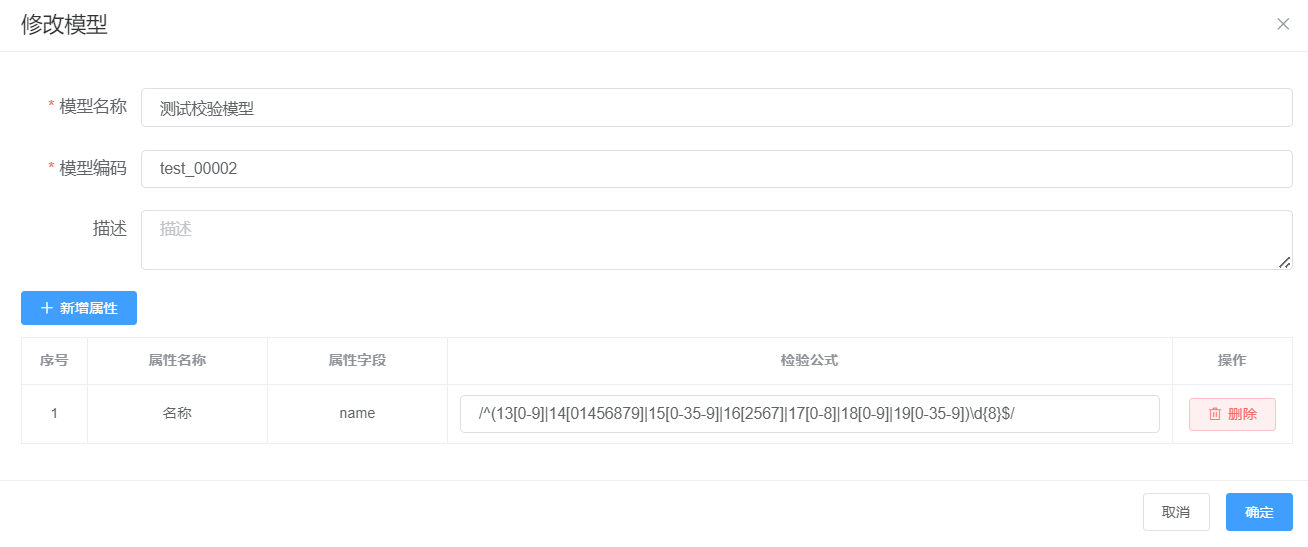 修改模型
* 模型名称 测试校验模型
* 模型编码 test_00002
描述 描述
新增属性
序号 属性名称 属性字段 检验公式 操作
1 名称 name /^(13[0-9]|14[01456879]|15[0-35-9]|16[2567]|17[0-8]|18[0-9]|19[0-35-9])\d{8}$/ 删除
取消 确定